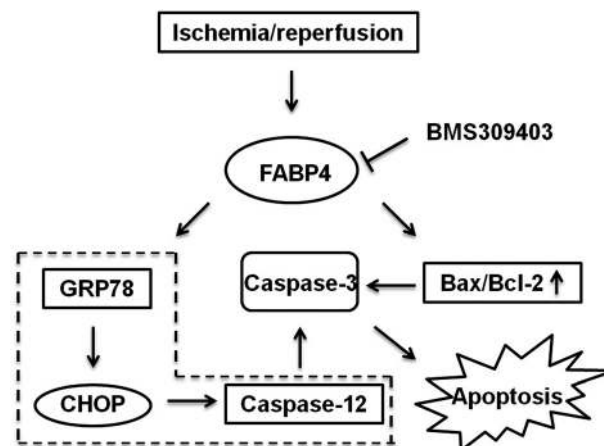 Ischemia/reperfusion
BMS309403
FABP4
GRP78
Caspase-3
Bax/Bcl-2
CHOP
Caspase-12
Apoptosis